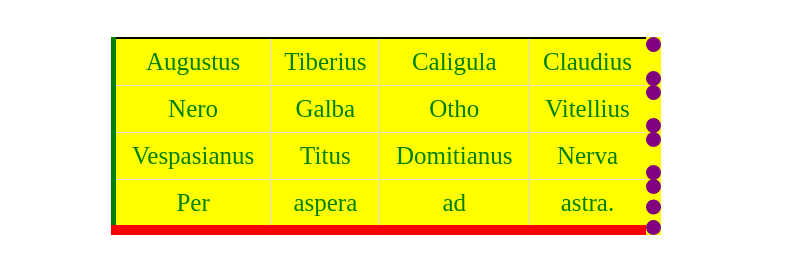 Augustus Tiberius Caligula Claudius
Nero Galba Otho Vitellius
Vespasianus Titus Domitianus Nerva
Per aspera ad astra.